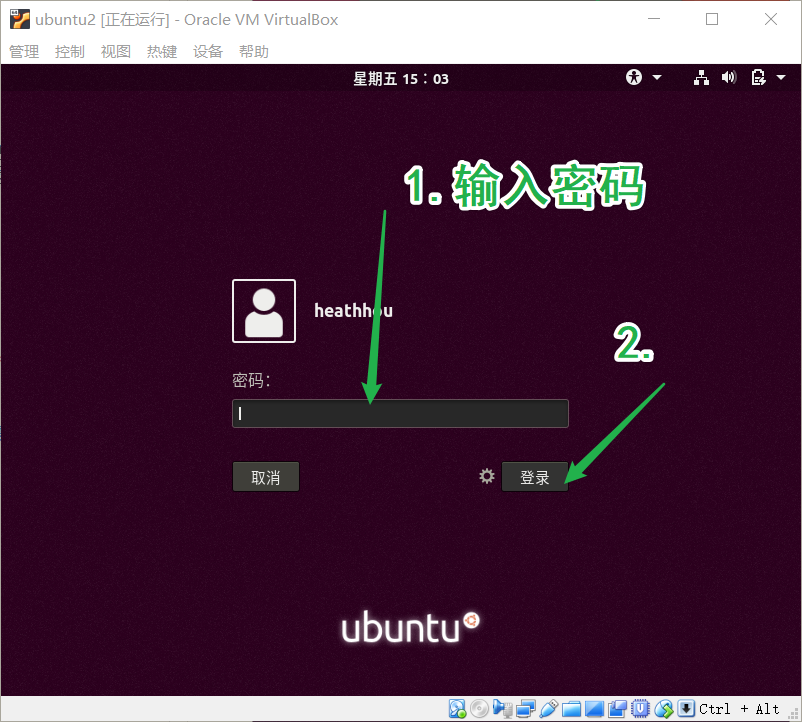 ubuntu2 [正在运行] - Oracle VM VirtualBox
管理 控制 视图 热键 设备 帮助
星期五 15：03
1. 输入密码
heathhou
2.
密码：
取消 登录
ubuntu
Ctrl + Alt